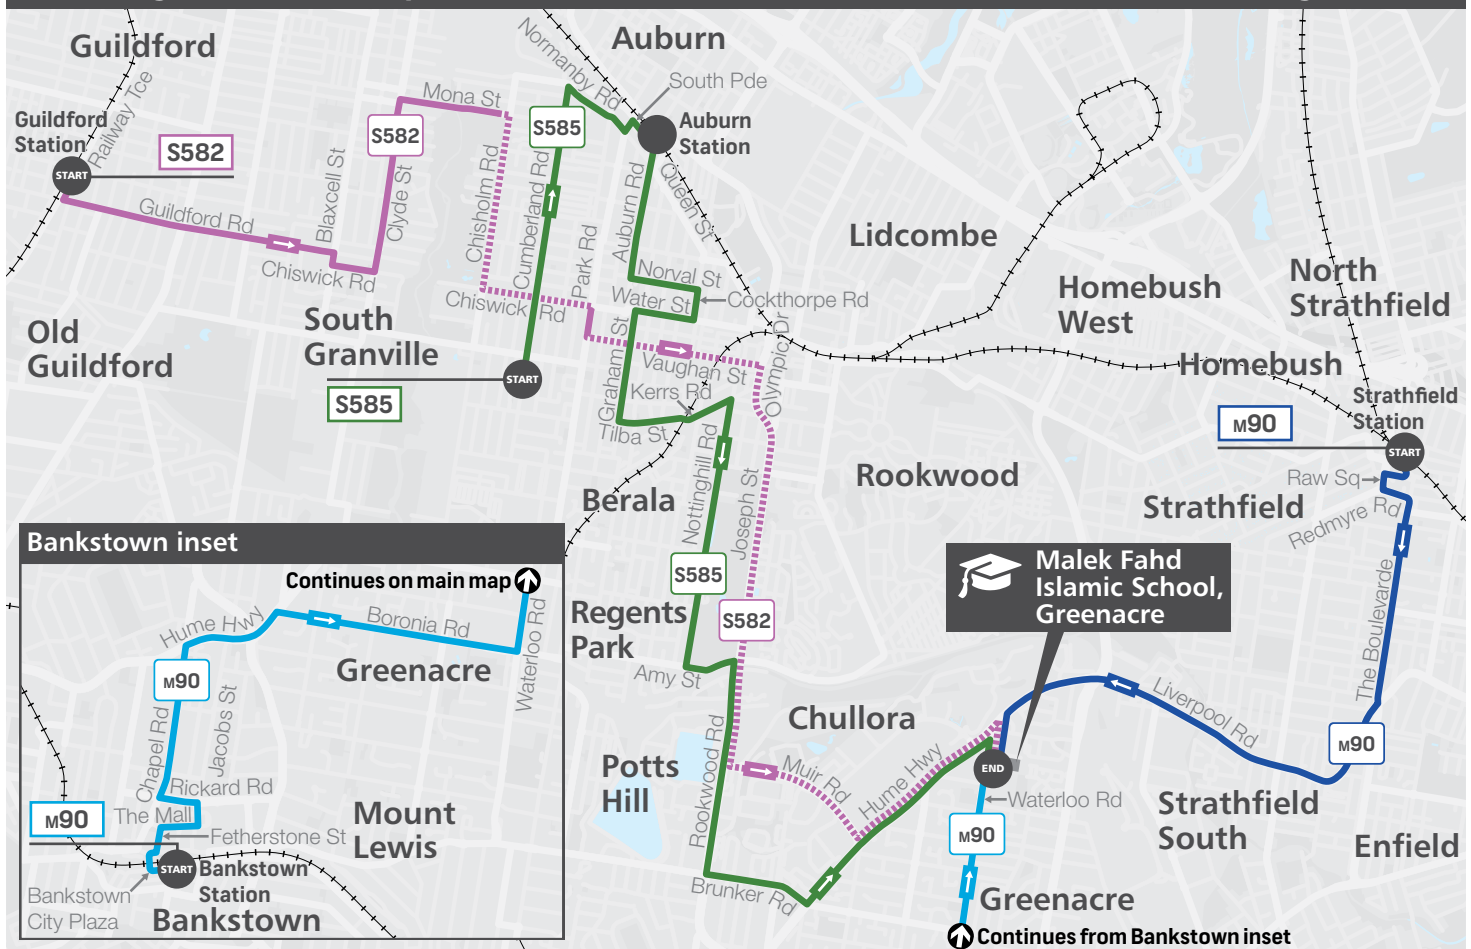 Guildford
Auburn
Normanby Rd
South Pde
Mona St
Railway Tce
Guildford
Station
S582
S582
S585
Auburn
Station
START
Blaxcell St
Clyde St
Chisholm Rd
Cumberland Rd
Park Rd
Auburn Rd
Queen St
Guildford Rd
Chiswick Rd
Lidcombe
Norval St
Water St
Cockthorpe Rd
Chiswick Rd
Homebush
West
North
Strathfield
Old
Guildford
South
Granville
Graham St
Vaughan St
Olympic Dr
Kerrs Rd
Tilba St
START
S585
Homebush
Strathfield
Station
M90
START
Raw Sq
Redmyre Rd
Strathfield
Rookwood
Berala
Nottinghill Rd
Joseph St
The Boulevarde
S585
S582
Regents
Park
Amy St
Malek Fahd
Islamic School,
Greenacre
Chullora
Liverpool Rd
M90
Potts
Hill
Rookwood Rd
Muir Rd
Hume Hwy
END
Waterloo Rd
M90
Strathfield
South
Enfield
Brunker Rd
Greenacre
Continues from Bankstown inset
Bankstown inset
Continues on main map
Hume Hwy
Boronia Rd
Waterloo Rd
Greenacre
M90
Chapel Rd
Jacobs St
Rickard Rd
The Mall
M90
Fetherstone St
Mount
Lewis
START
Bankstown
Station
Bankstown
City Plaza
Bankstown